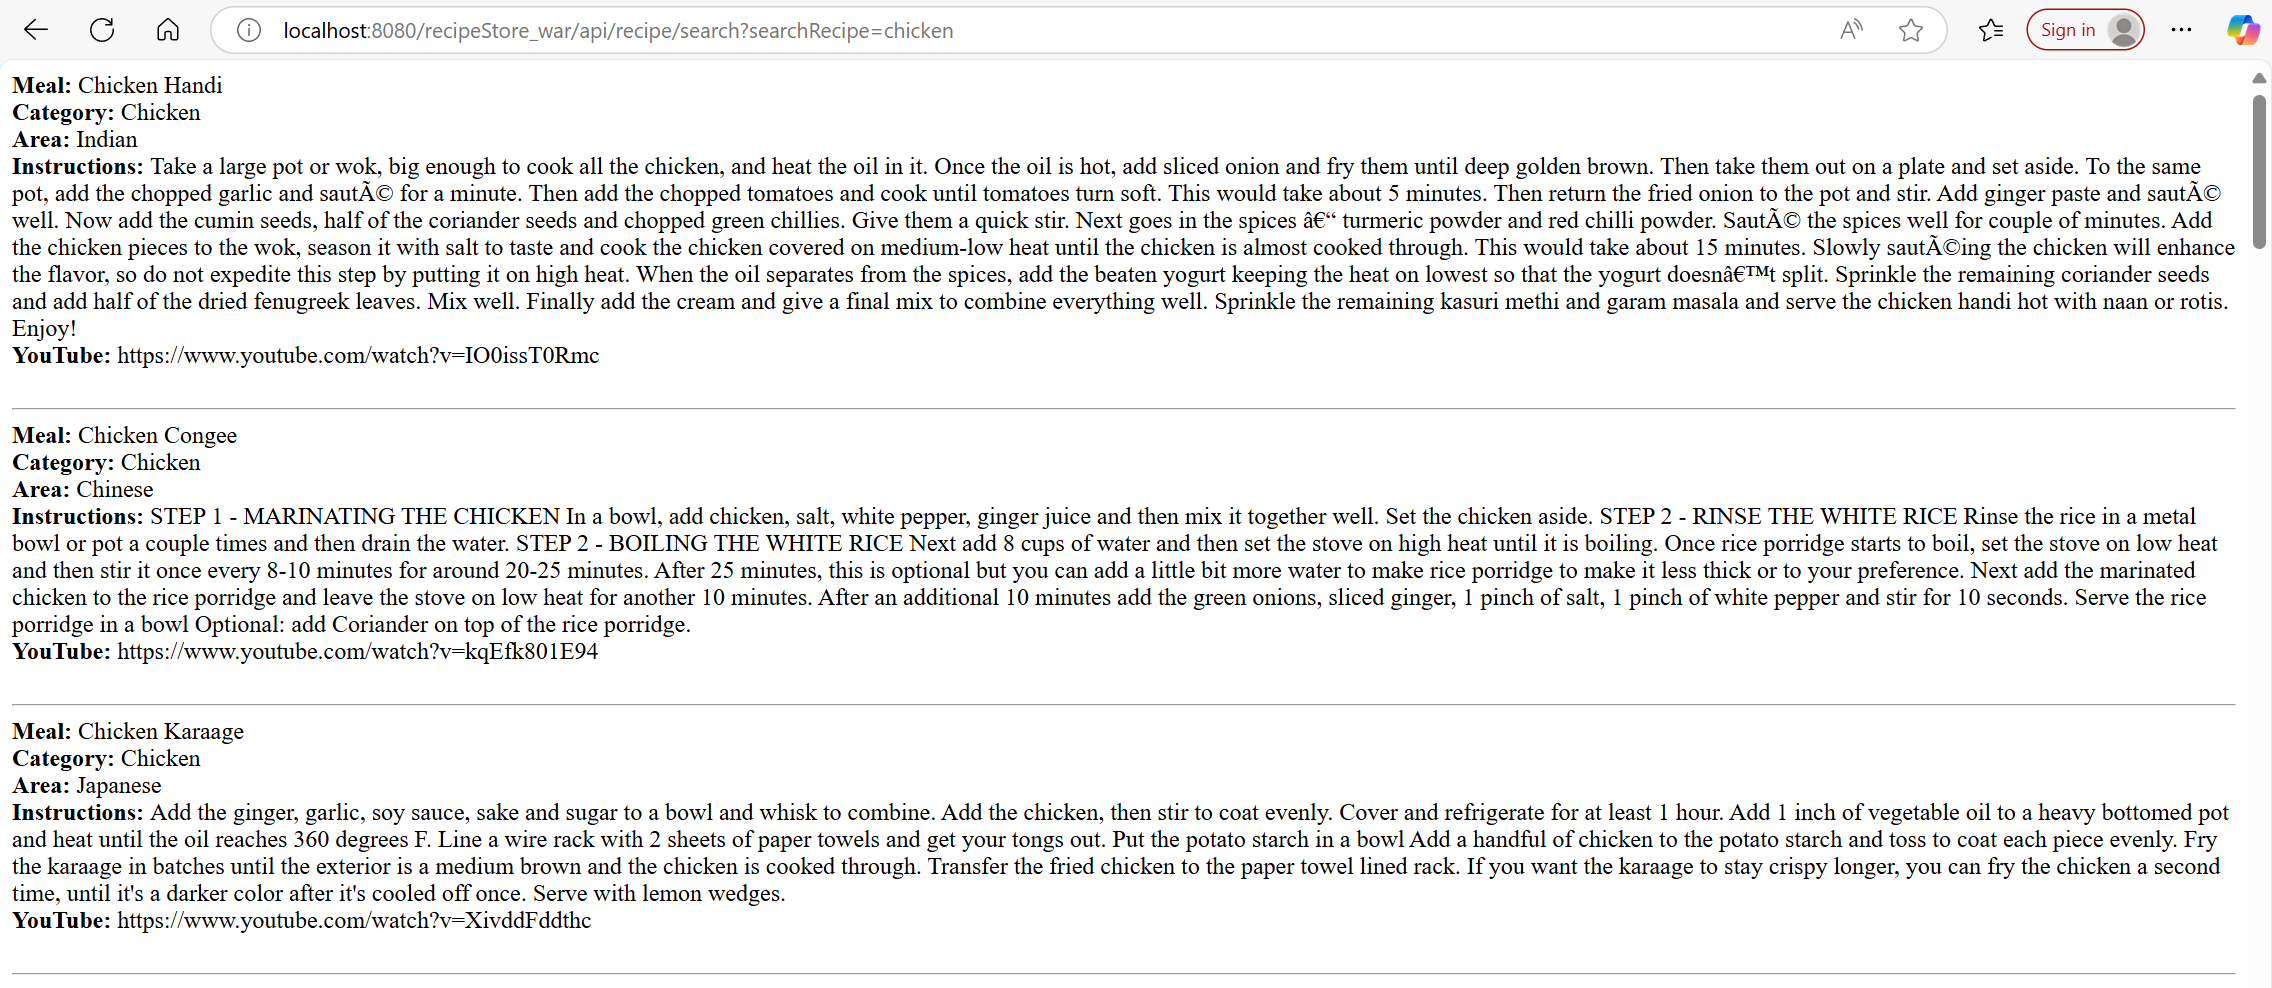 localhost:8080/recipeStore_war/api/recipe/search?searchRecipe=chicken
Sign in
Meal: Chicken Handi
Category: Chicken
Area: Indian
Instructions: Take a large pot or wok, big enough to cook all the chicken, and heat the oil in it. Once the oil is hot, add sliced onion and fry them until deep golden brown. Then take them out on a plate and set aside. To the same
pot, add the chopped garlic and sautÃ© for a minute. Then add the chopped tomatoes and cook until tomatoes turn soft. This would take about 5 minutes. Then return the fried onion to the pot and stir. Add ginger paste and sautÃ©
well. Now add the cumin seeds, half of the coriander seeds and chopped green chillies. Give them a quick stir. Next goes in the spices â€“ turmeric powder and red chilli powder. SautÃ© the spices well for couple of minutes. Add
the chicken pieces to the wok, season it with salt to taste and cook the chicken covered on medium-low heat until the chicken is almost cooked through. This would take about 15 minutes. Slowly sautÃ©ing the chicken will enhance
the flavor, so do not expedite this step by putting it on high heat. When the oil separates from the spices, add the beaten yogurt keeping the heat on lowest so that the yogurt doesnâ€™t split. Sprinkle the remaining coriander seeds
and add half of the dried fenugreek leaves. Mix well. Finally add the cream and give a final mix to combine everything well. Sprinkle the remaining kasuri methi and garam masala and serve the chicken handi hot with naan or rotis.
Enjoy!
YouTube: https://www.youtube.com/watch?v=IO0issT0Rmc
Meal: Chicken Congee
Category: Chicken
Area: Chinese
Instructions: STEP 1 - MARINATING THE CHICKEN In a bowl, add chicken, salt, white pepper, ginger juice and then mix it together well. Set the chicken aside. STEP 2 - RINSE THE WHITE RICE Rinse the rice in a metal
bowl or pot a couple times and then drain the water. STEP 2 - BOILING THE WHITE RICE Next add 8 cups of water and then set the stove on high heat until it is boiling. Once rice porridge starts to boil, set the stove on low heat
and then stir it once every 8-10 minutes for around 20-25 minutes. After 25 minutes, this is optional but you can add a little bit more water to make rice porridge to make it less thick or to your preference. Next add the marinated
chicken to the rice porridge and leave the stove on low heat for another 10 minutes. After an additional 10 minutes add the green onions, sliced ginger, 1 pinch of salt, 1 pinch of white pepper and stir for 10 seconds. Serve the rice
porridge in a bowl Optional: add Coriander on top of the rice porridge.
YouTube: https://www.youtube.com/watch?v=kqEfk801E94
Meal: Chicken Karaage
Category: Chicken
Area: Japanese
Instructions: Add the ginger, garlic, soy sauce, sake and sugar to a bowl and whisk to combine. Add the chicken, then stir to coat evenly. Cover and refrigerate for at least 1 hour. Add 1 inch of vegetable oil to a heavy bottomed pot
and heat until the oil reaches 360 degrees F. Line a wire rack with 2 sheets of paper towels and get your tongs out. Put the potato starch in a bowl Add a handful of chicken to the potato starch and toss to coat each piece evenly. Fry
the karaage in batches until the exterior is a medium brown and the chicken is cooked through. Transfer the fried chicken to the paper towel lined rack. If you want the karaage to stay crispy longer, you can fry the chicken a second
time, until it's a darker color after it's cooled off once. Serve with lemon wedges.
YouTube: https://www.youtube.com/watch?v=XivddFddthc